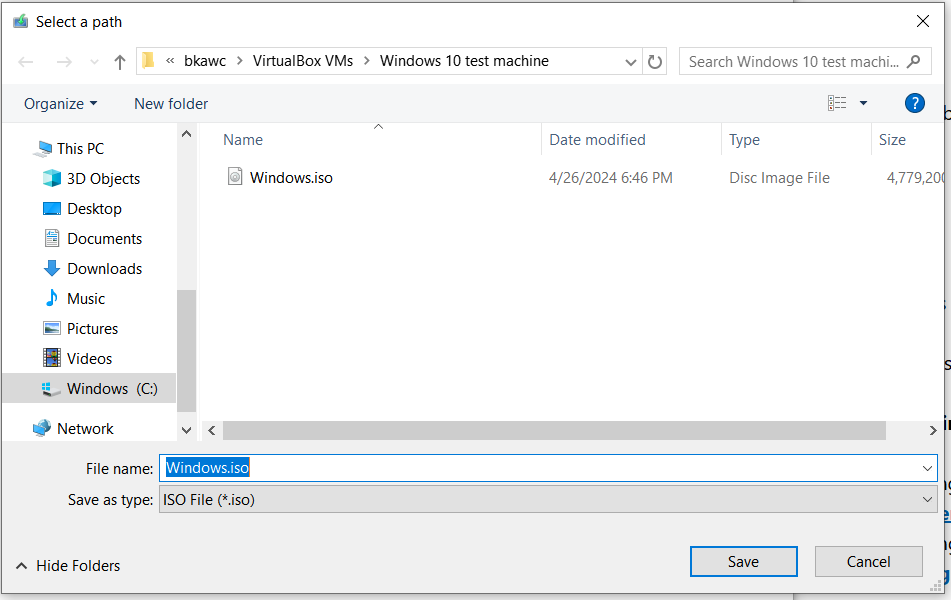 Select a path
« bkawc > VirtualBox VMs > Windows 10 test machine
Search Windows 10 test machi...
Organize
New folder
?
This PC
3D Objects
Desktop
Documents
Downloads
Music
Pictures
Videos
Windows (C:)
Network
Name Date modified Type Size
Windows.iso 4/26/2024 6:46 PM Disc Image File 4,779,200
File name: Windows.iso
Save as type: ISO File (*.iso)
Hide Folders
Save
Cancel